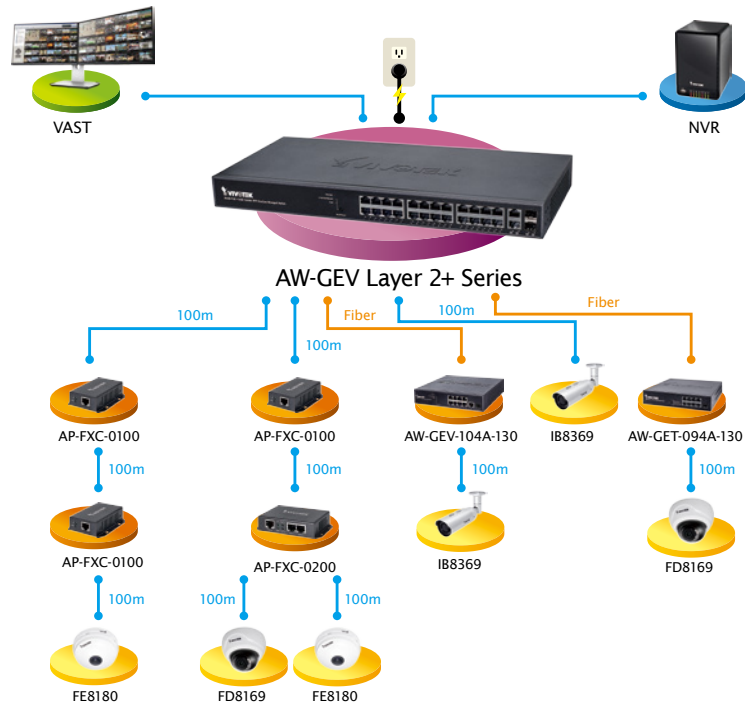 VAST
NVR
VIVOTEK
VIVOTEK
AW-GEV Layer 2+ Series
100m
100m
Fiber
100m
Fiber
AP-FXC-0100
AP-FXC-0100
AW-GEV-104A-130
IB8369
AW-GET-094A-130
100m
100m
100m
100m
AP-FXC-0100
AP-FXC-0200
IB8369
FD8169
100m
100m
100m
FE8180
FD8169
FE8180